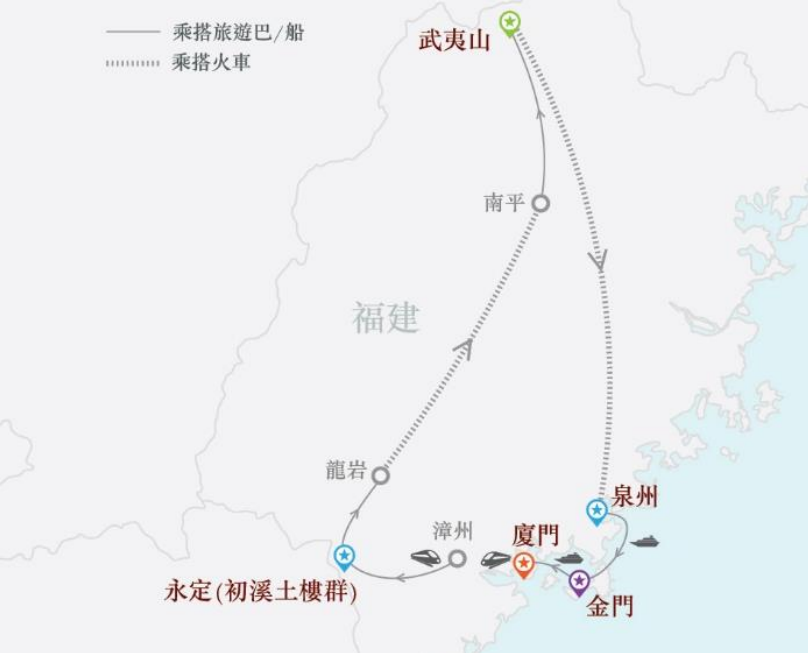 乘搭旅遊巴/船
乘搭火車
武夷山
南平
福建
龍岩
泉州
漳州
廈門
永定(初溪土樓群)
金門